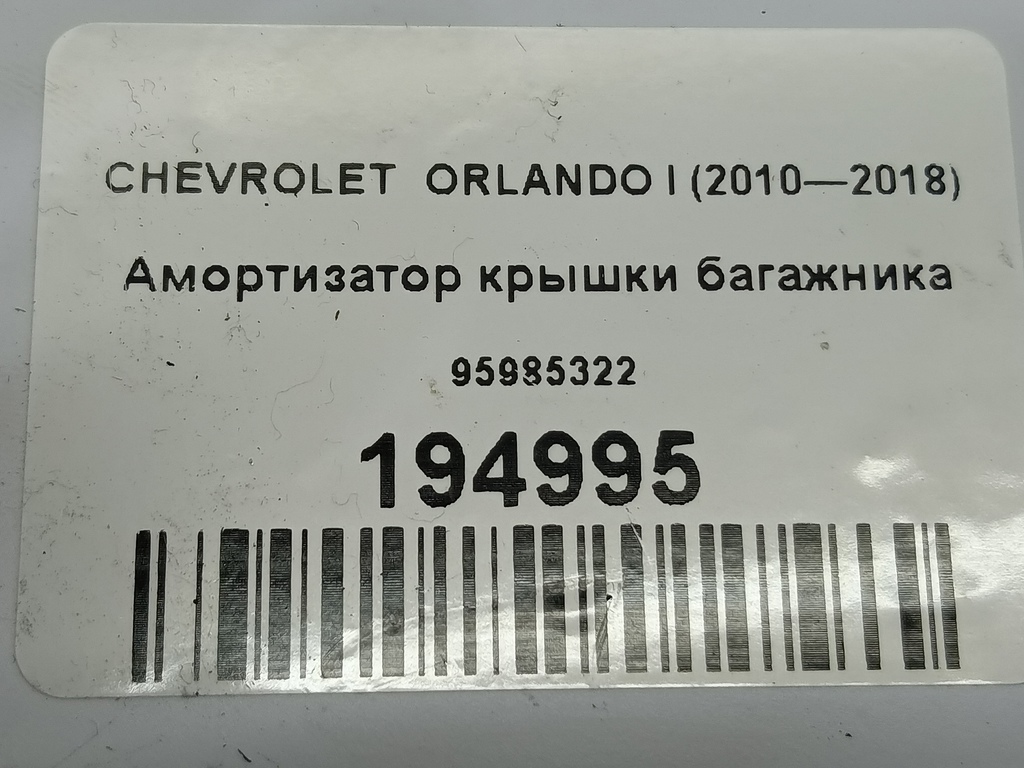 CHEVROLET ORLANDO I (2010—2018)
Амортизатор крышки багажника
95985322
194995